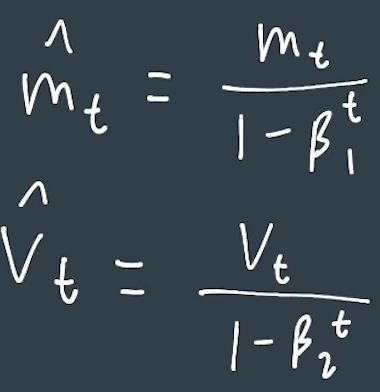 m̂_t = m_t / (1 - β_1^t)
V̂_t = V_t / (1 - β_2^t)